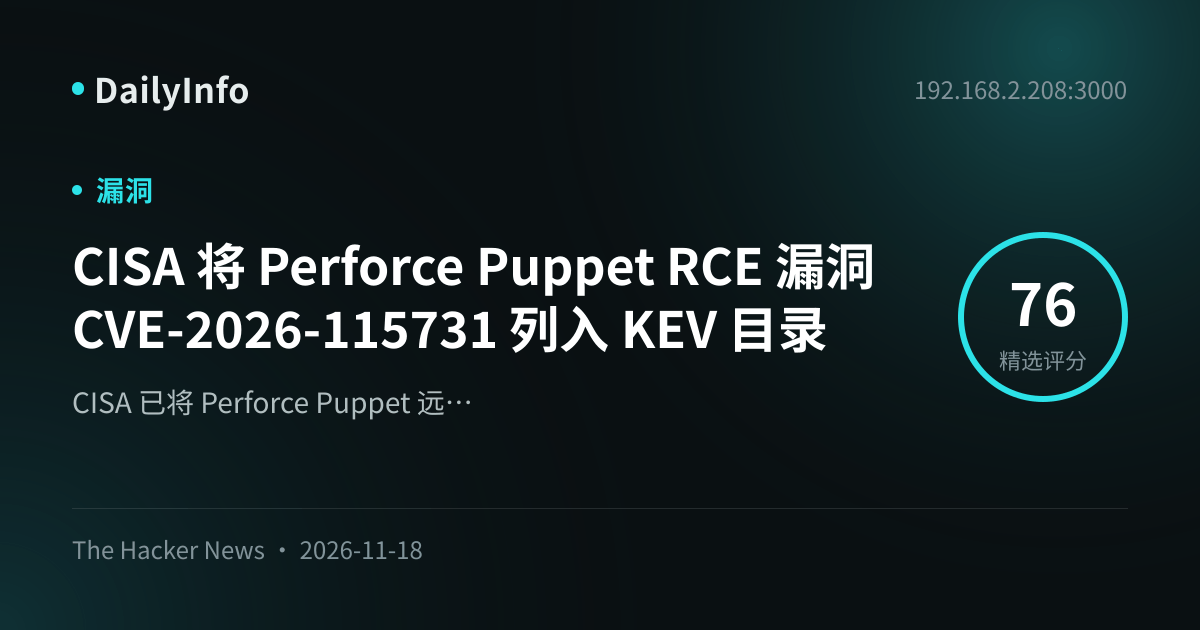 DailyInfo
192.168.2.208:3000
漏洞
CISA 将 Perforce Puppet RCE 漏洞
CVE-2026-115731 列入 KEV 目录
76
精选评分
CISA 已将 Perforce Puppet 远…
The Hacker News · 2026-11-18